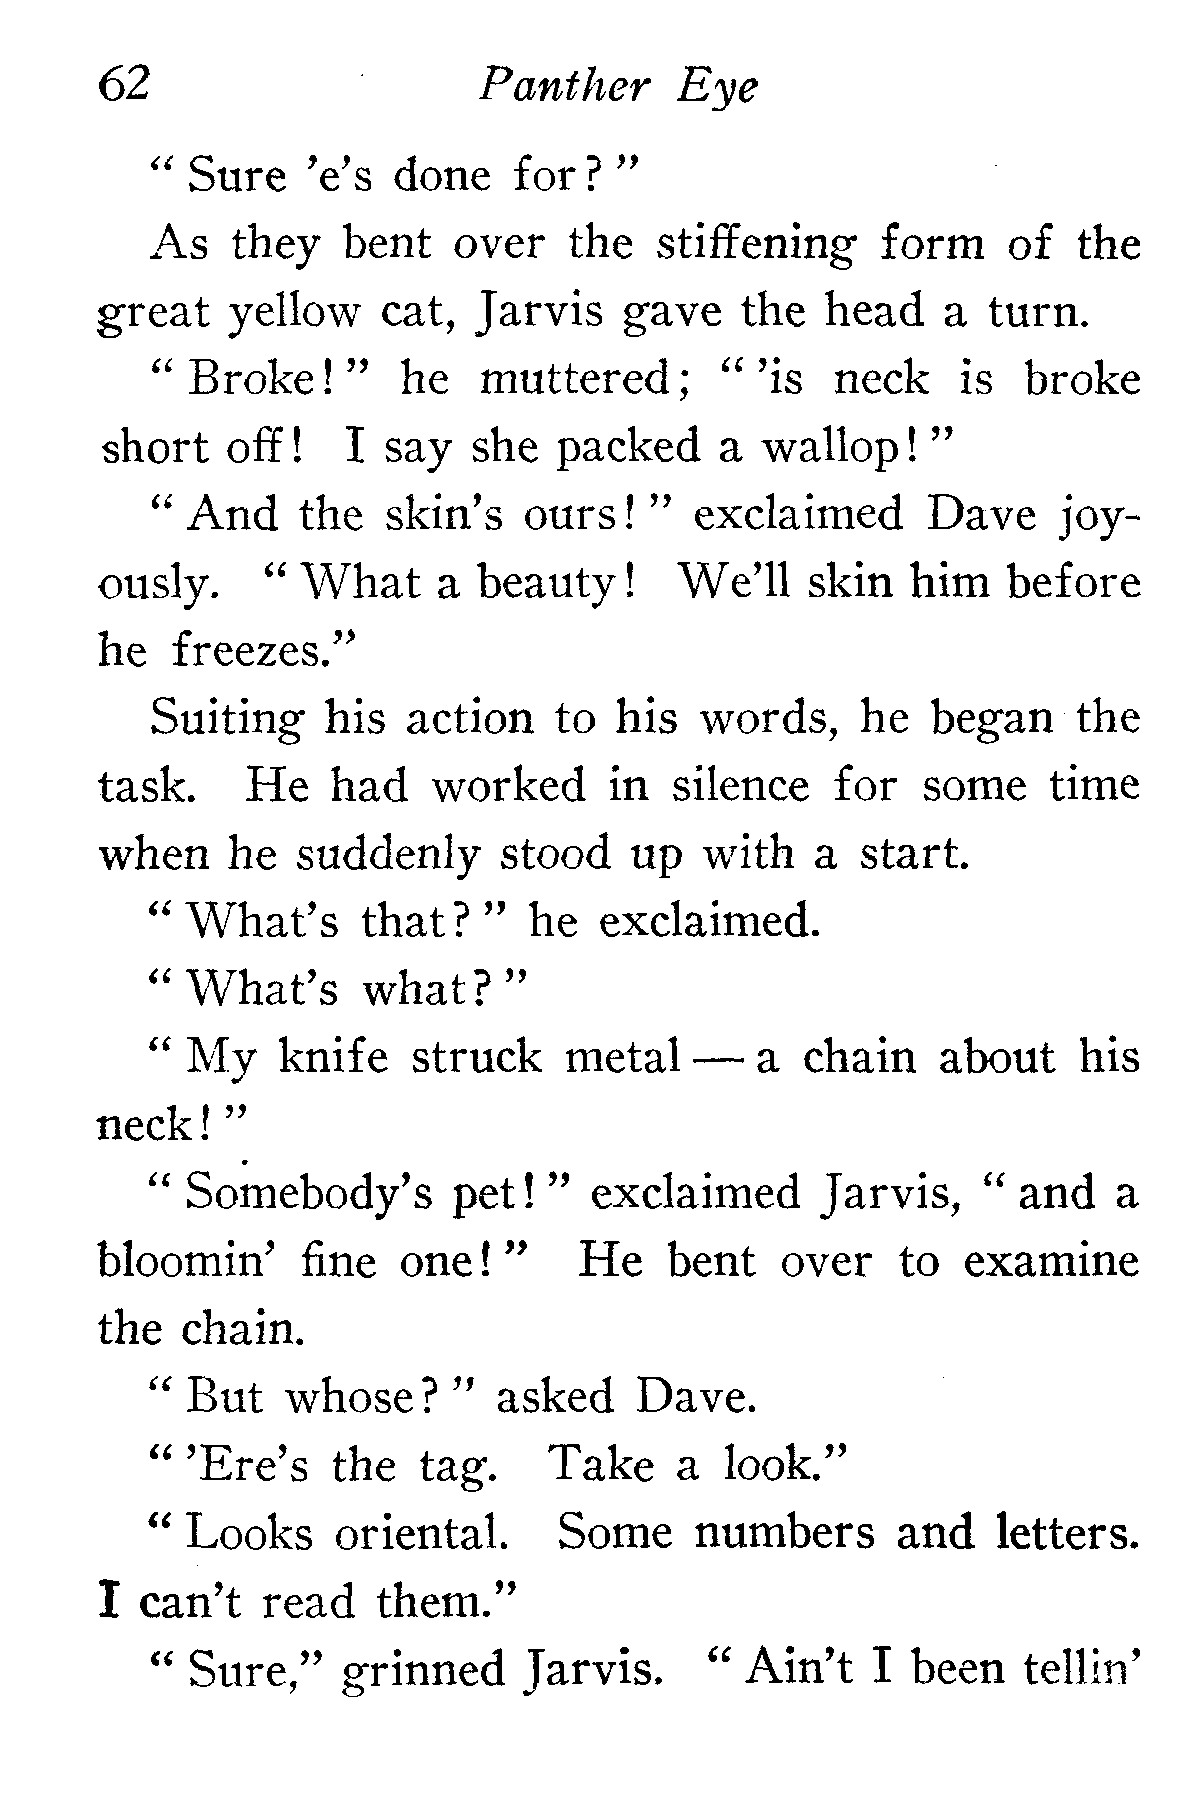 62 Panther Eye
“ Sure ’e’s done for? ”
As they bent over the stiffening form of the
great yellow cat, Jarvis gave the head a turn.
“ Broke! ” he muttered; “ ’is neck is broke
short off! I say she packed a wallop! ”
“ And the skin’s ours! ” exclaimed Dave joy-
ously. “ What a beauty! We’ll skin him before
he freezes.”
Suiting his action to his words, he began the
task. He had worked in silence for some time
when he suddenly stood up with a start.
“ What’s that? ” he exclaimed.
“ What’s what? ”
“ My knife struck metal — a chain about his
neck! ”
“ Somebody’s pet! ” exclaimed Jarvis, “ and a
bloomin’ fine one! ” He bent over to examine
the chain.
“ But whose? ” asked Dave.
“ ’Ere’s the tag. Take a look.”
“ Looks oriental. Some numbers and letters.
I can’t read them.”
“ Sure,” grinned Jarvis. “ Ain’t I been tellin’